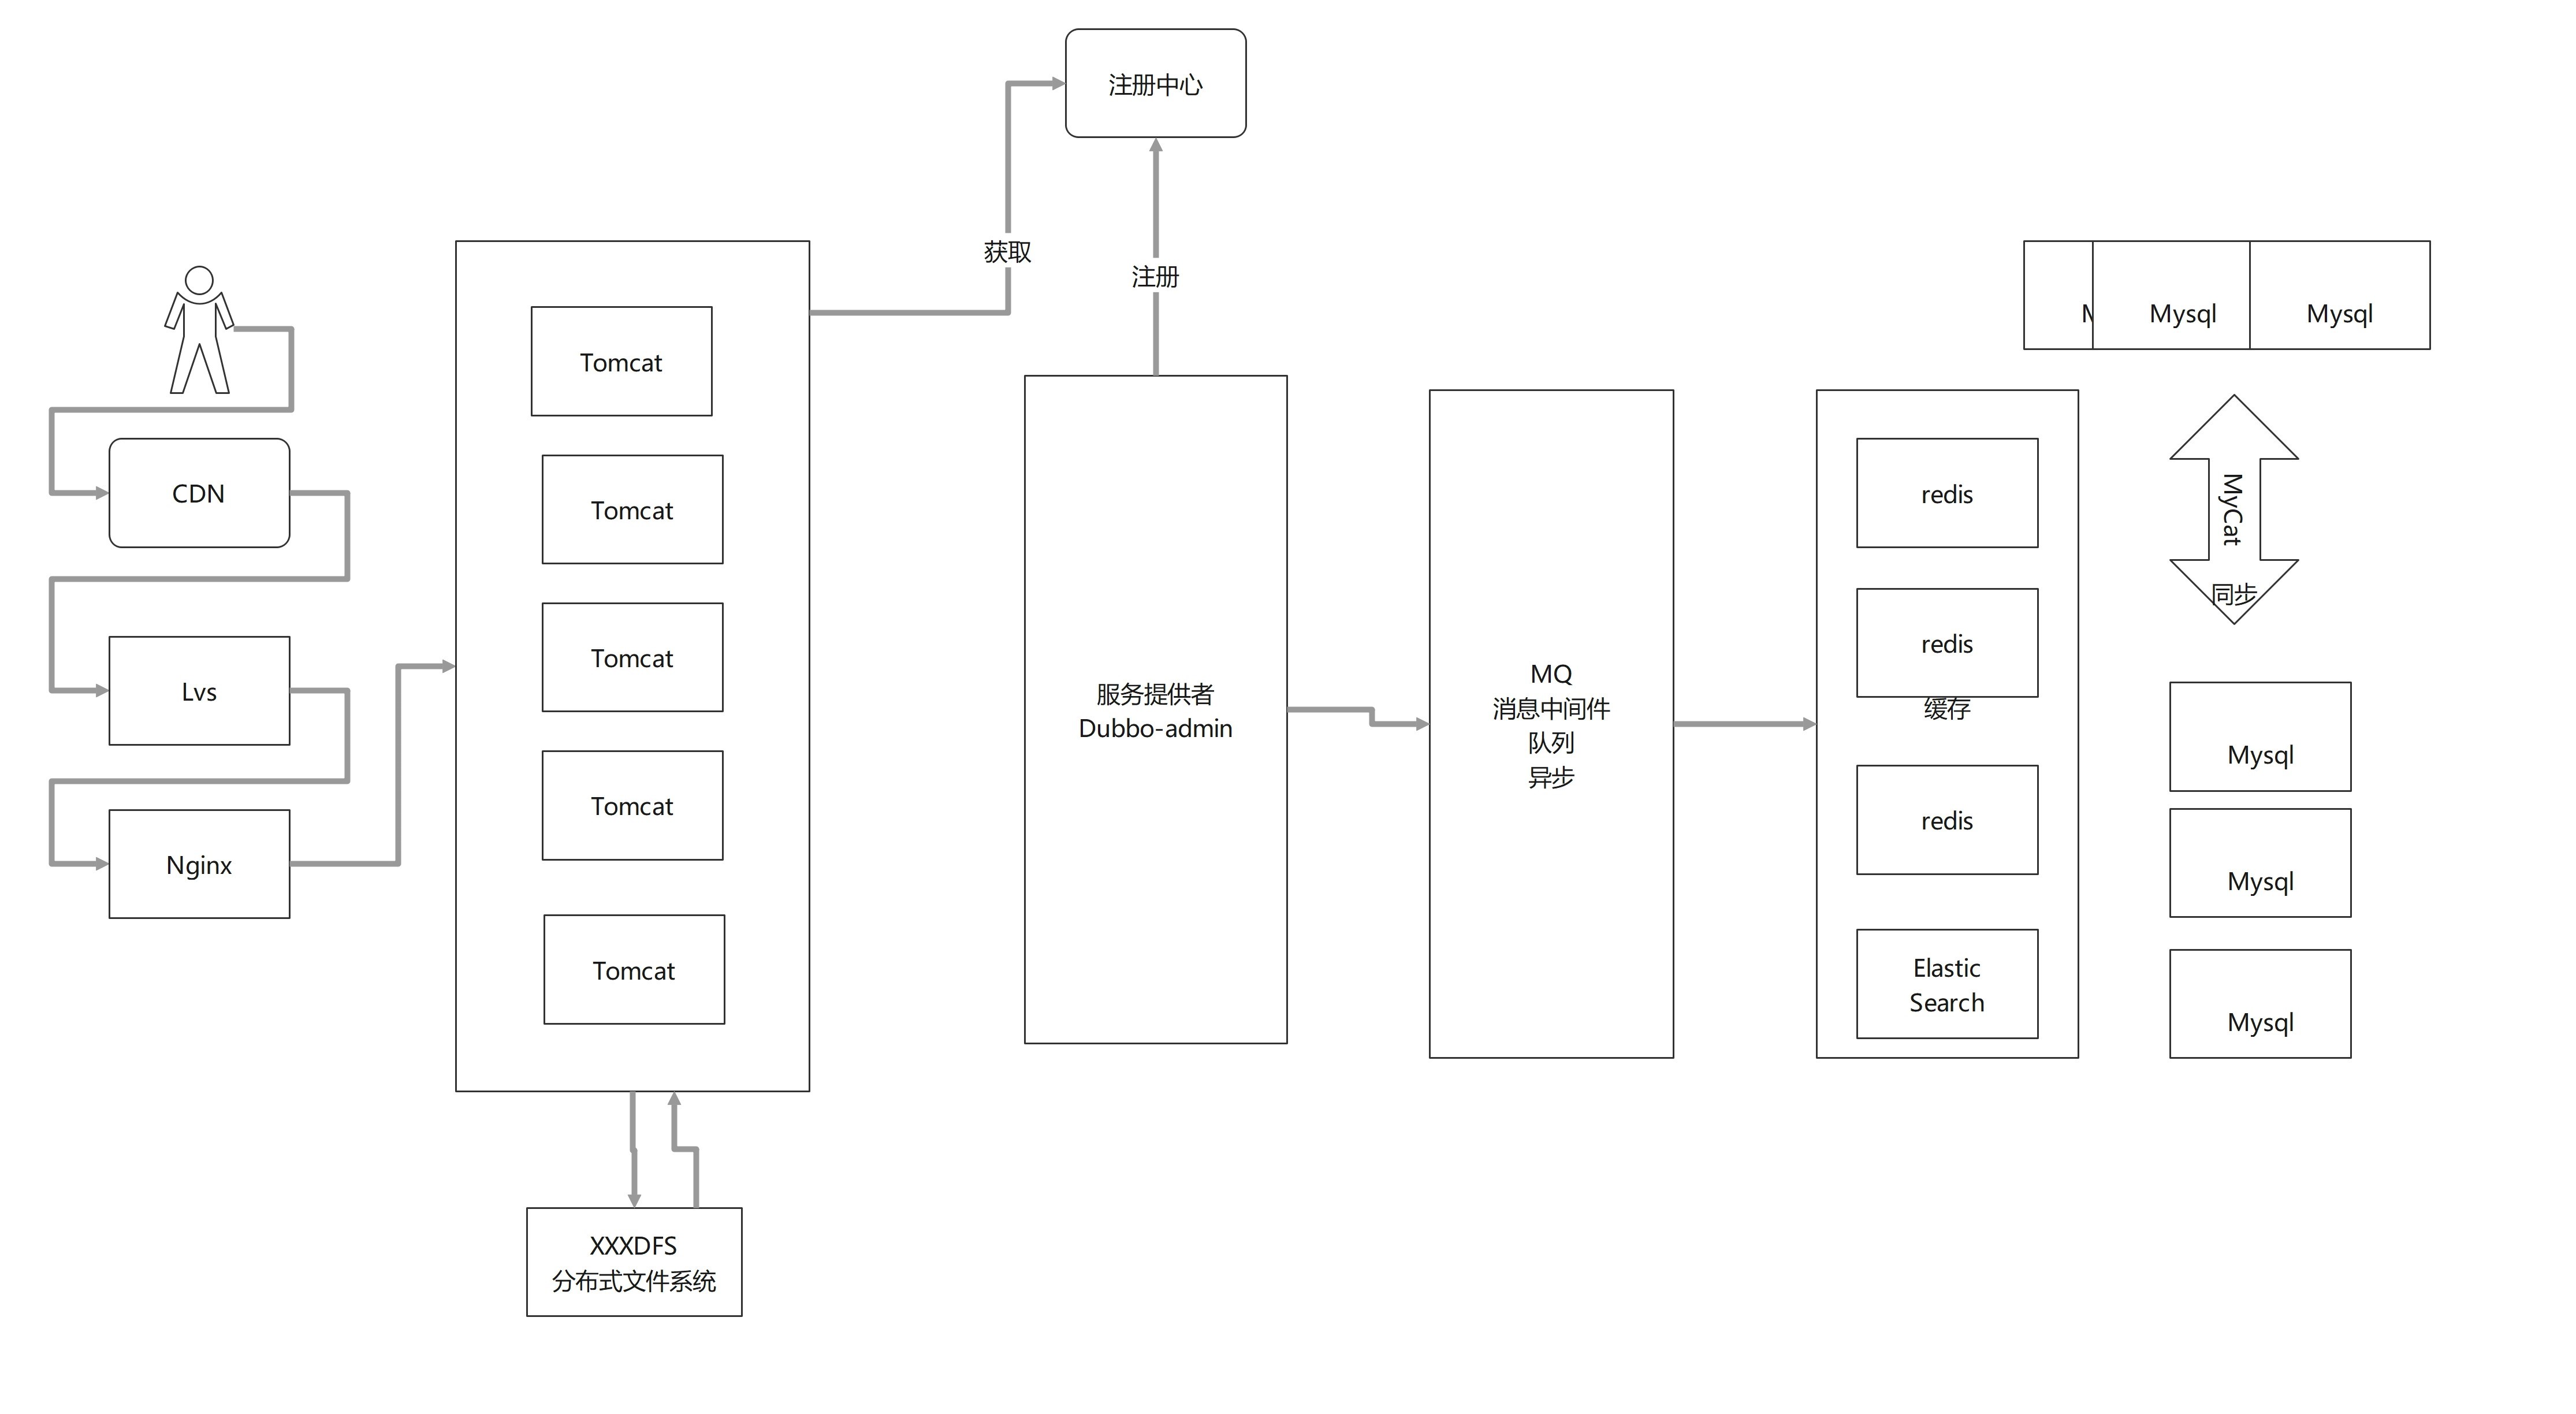 注册中心
获取
注册
CDN
Lvs
Nginx
Tomcat
Tomcat
Tomcat
Tomcat
Tomcat
XXXDFS
分布式文件系统
服务提供者
Dubbo-admin
MQ
消息中间件
队列
异步
redis
redis
缓存
redis
Elastic
Search
Mysql
Mysql
MyCat
同步
Mysql
Mysql
Mysql